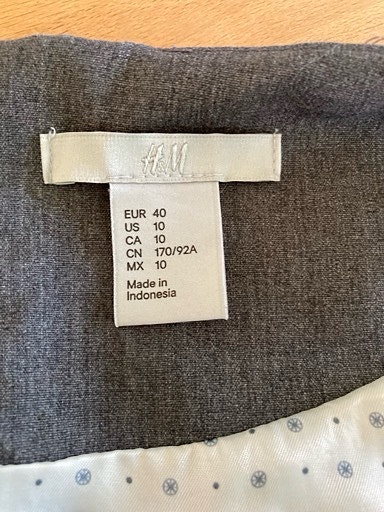 H&M
EUR 40
US 10
CA 10
CN 170/92A
MX 10
Made in
Indonesia